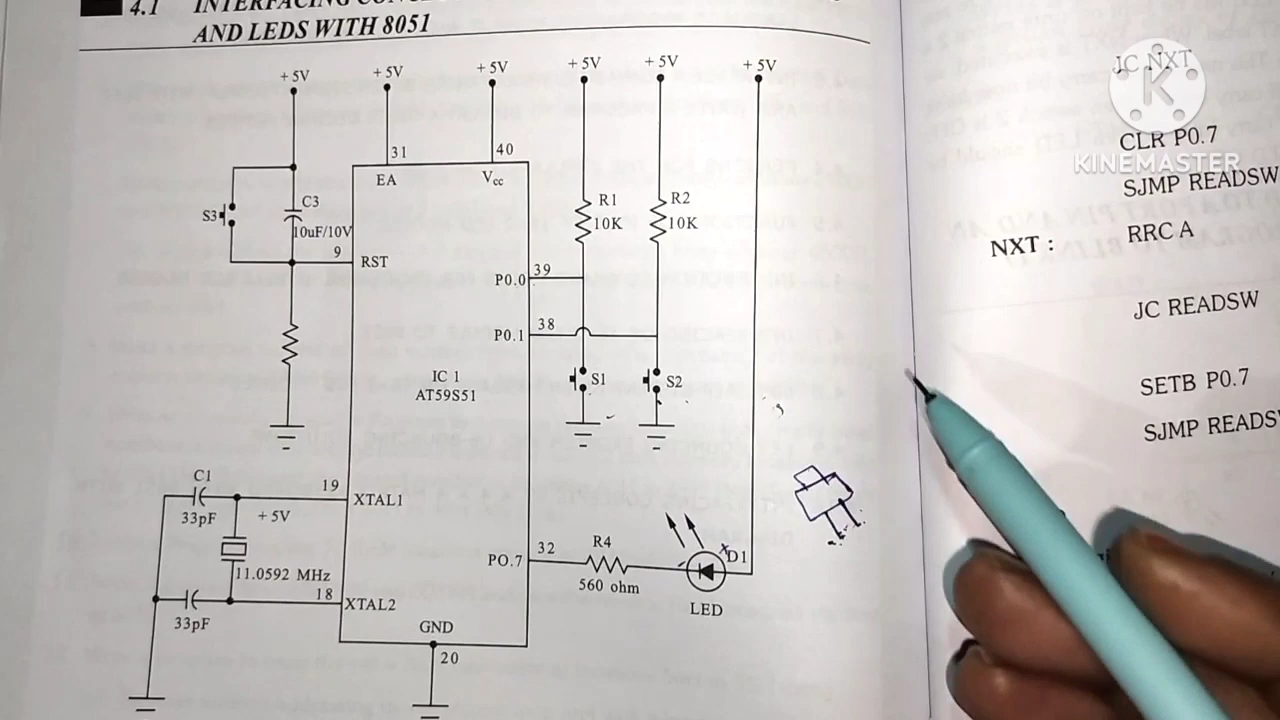 4.1 INTERFACING
AND LEDS WITH 8051
+ 5V
+ 5V
+ 5V
+ 5V
+ 5V
+ 5V
31
40
EA
Vcc
S3
C3
10uF/10V
9
RST
R1
10K
R2
10K
P0.0
39
P0.1
38
S1
S2
IC 1
AT59S51
C1
33pF
19
XTAL1
+ 5V
11.0592 MHz
18
XTAL2
33pF
PO.7
32
R4
560 ohm
D1
LED
GND
20
JC NXT
K
KINEMASTER
CLR P0.7
SJMP READSW
NXT : RRC A
JC READSW
SETB P0.7
SJMP READS